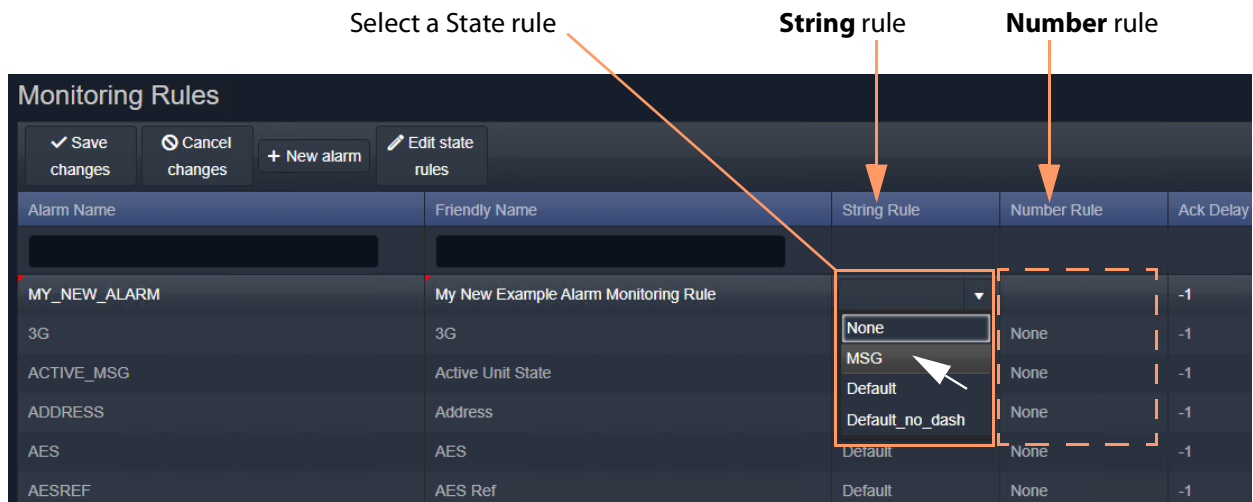 Select a State rule String rule Number rule
Monitoring Rules
Save changes Cancel changes + New alarm Edit state rules
Alarm Name Friendly Name String Rule Number Rule Ack Delay
MY_NEW_ALARM My New Example Alarm Monitoring Rule -1
3G 3G None None -1
ACTIVE_MSG Active Unit State MSG None -1
ADDRESS Address Default None -1
Default_no_dash
AES AES Default None -1
AESREF AES Ref Default None -1